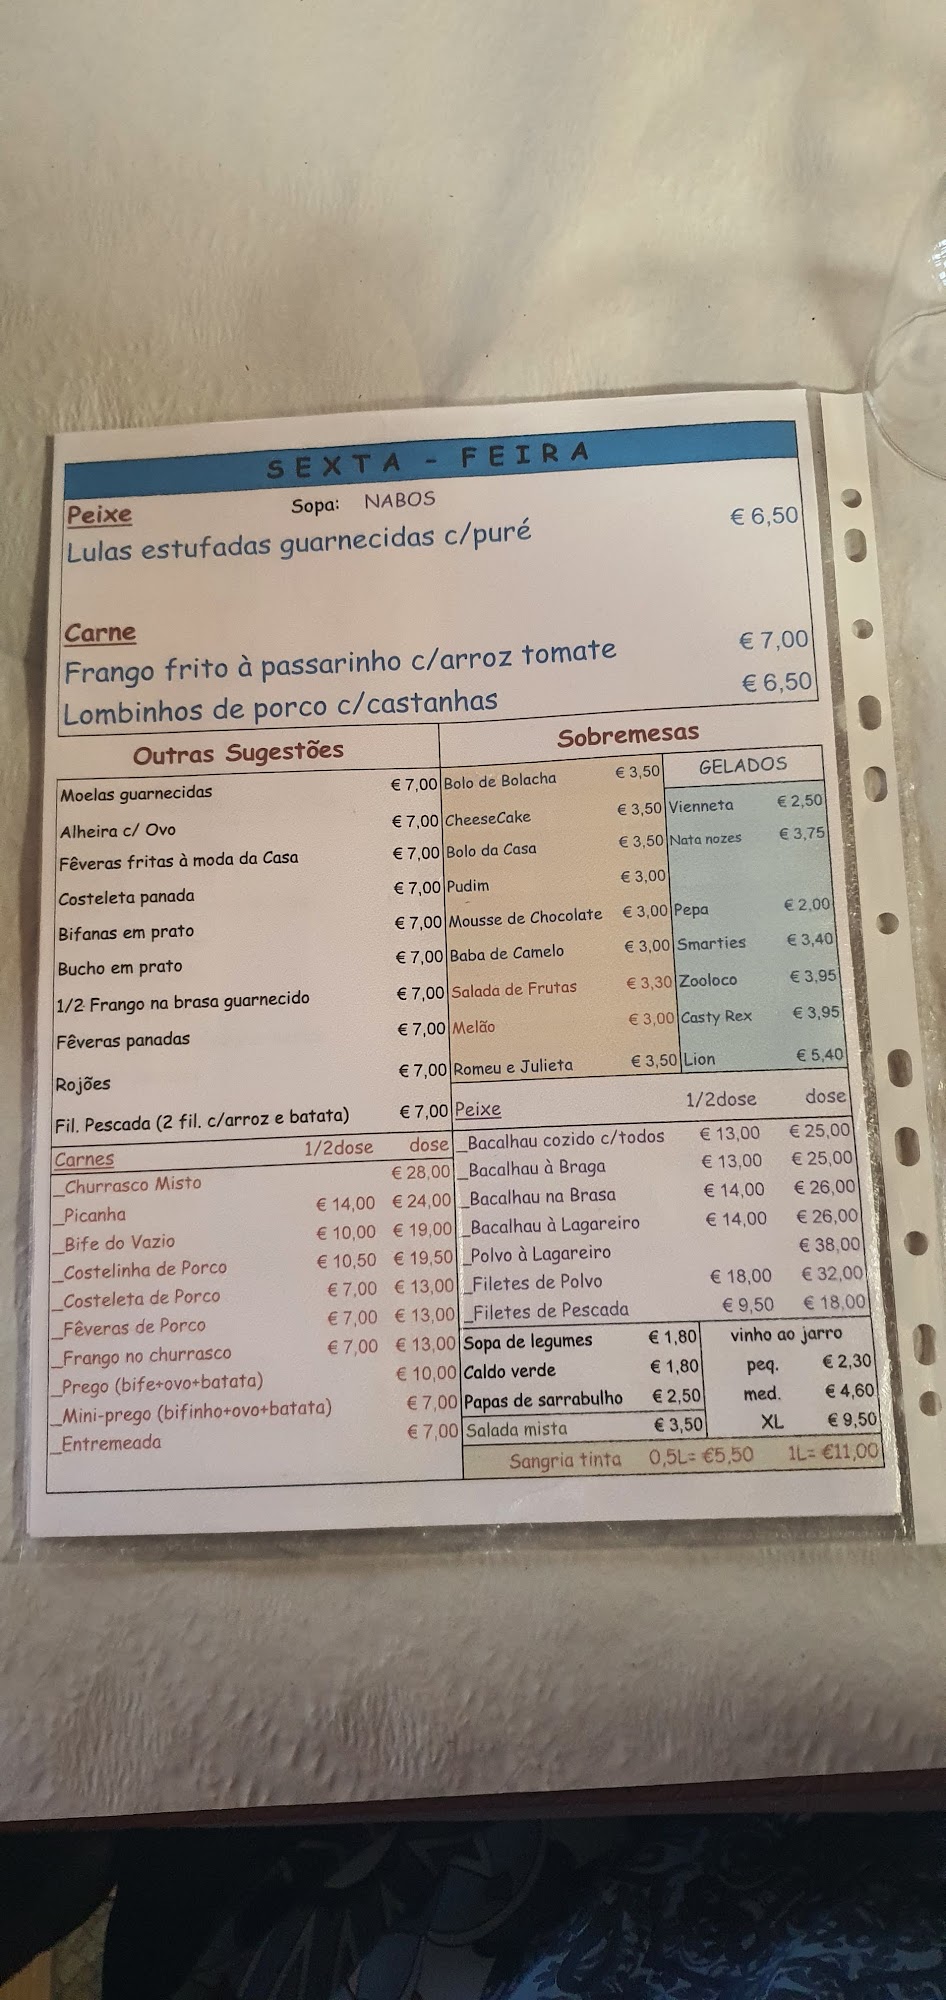 SEXTA - FEIRA
Peixe Sopa: NABOS
Lulas estufadas guarnecidas c/puré € 6,50
Carne
Frango frito à passarinho c/arroz tomate € 7,00
Lombinhos de porco c/castanhas € 6,50
Outras Sugestões
Moelas guarnecidas € 7,00
Alheira c/ Ovo € 7,00
Fêveras fritas à moda da Casa € 7,00
Costeleta panada € 7,00
Bifanas em prato € 7,00
Bucho em prato € 7,00
1/2 Frango na brasa guarnecido € 7,00
Fêveras panadas € 7,00
Rojões € 7,00
Fil. Pescada (2 fil. c/arroz e batata) € 7,00
Sobremesas
Bolo de Bolacha € 3,50
CheeseCake € 3,50
Bolo da Casa € 3,50
Pudim € 3,00
Mousse de Chocolate € 3,00
Baba de Camelo € 3,00
Salada de Frutas € 3,30
Melão € 3,00
Romeu e Julieta € 3,50
GELADOS
Vienneta € 2,50
Nata nozes € 3,75
Pepa € 2,00
Smarties € 3,40
Zooloco € 3,95
Casty Rex € 3,95
Lion € 5,40
Carnes 1/2dose dose
_Churrasco Misto € 28,00
_Picanha € 14,00 € 24,00
_Bife do Vazio € 10,00 € 19,00
_Costelinha de Porco € 10,50 € 19,50
_Costeleta de Porco € 7,00 € 13,00
_Fêveras de Porco € 7,00 € 13,00
_Frango no churrasco € 7,00 € 13,00
_Prego (bife+ovo+batata) € 10,00
_Mini-prego (bifinho+ovo+batata) € 7,00
_Entremeada € 7,00
Peixe 1/2dose dose
_Bacalhau cozido c/todos € 13,00 € 25,00
_Bacalhau à Braga € 13,00 € 25,00
_Bacalhau na Brasa € 14,00 € 26,00
_Bacalhau à Lagareiro € 14,00 € 26,00
_Polvo à Lagareiro € 38,00
_Filetes de Polvo € 18,00 € 32,00
_Filetes de Pescada € 9,50 € 18,00
Sopa de legumes € 1,80
Caldo verde € 1,80
Papas de sarrabulho € 2,50
Salada mista € 3,50
vinho ao jarro
peq. € 2,30
med. € 4,60
XL € 9,50
Sangria tinta 0,5L= €5,50 1L= €11,00